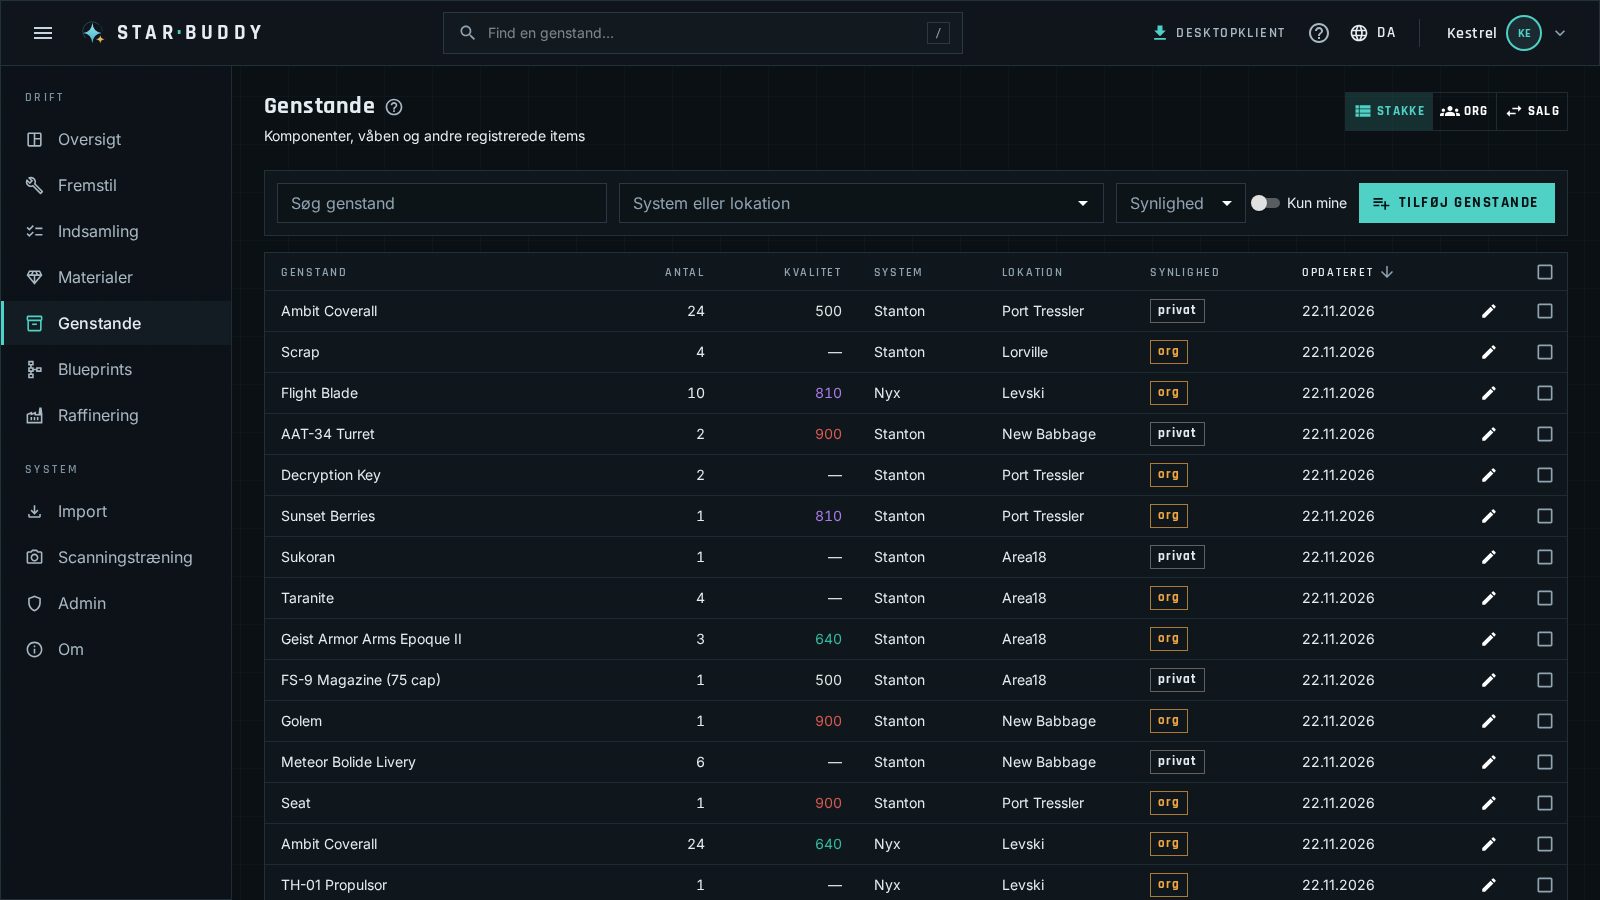 STAR·BUDDY
Find en genstand...
/
DESKTOPKLIENT
DA
Kestrel
KE
DRIFT
Oversigt
Fremstil
Indsamling
Materialer
Genstande
Blueprints
Raffinering
SYSTEM
Import
Scanningstræning
Admin
Om
Genstande
Komponenter, våben og andre registrerede items
STAKKE
ORG
SALG
Søg genstand
System eller lokation
Synlighed
Kun mine
TILFØJ GENSTANDE
GENSTAND ANTAL KVALITET SYSTEM LOKATION SYNLIGHED OPDATERET
Ambit Coverall 24 500 Stanton Port Tressler privat 22.11.2026
Scrap 4 — Stanton Lorville org 22.11.2026
Flight Blade 10 810 Nyx Levski org 22.11.2026
AAT-34 Turret 2 900 Stanton New Babbage privat 22.11.2026
Decryption Key 2 — Stanton Port Tressler org 22.11.2026
Sunset Berries 1 810 Stanton Port Tressler org 22.11.2026
Sukoran 1 — Stanton Area18 privat 22.11.2026
Taranite 4 — Stanton Area18 org 22.11.2026
Geist Armor Arms Epoque II 3 640 Stanton Area18 org 22.11.2026
FS-9 Magazine (75 cap) 1 500 Stanton Area18 privat 22.11.2026
Golem 1 900 Stanton New Babbage org 22.11.2026
Meteor Bolide Livery 6 — Stanton New Babbage privat 22.11.2026
Seat 1 900 Stanton Port Tressler org 22.11.2026
Ambit Coverall 24 640 Nyx Levski org 22.11.2026
TH-01 Propulsor 1 — Nyx Levski org 22.11.2026